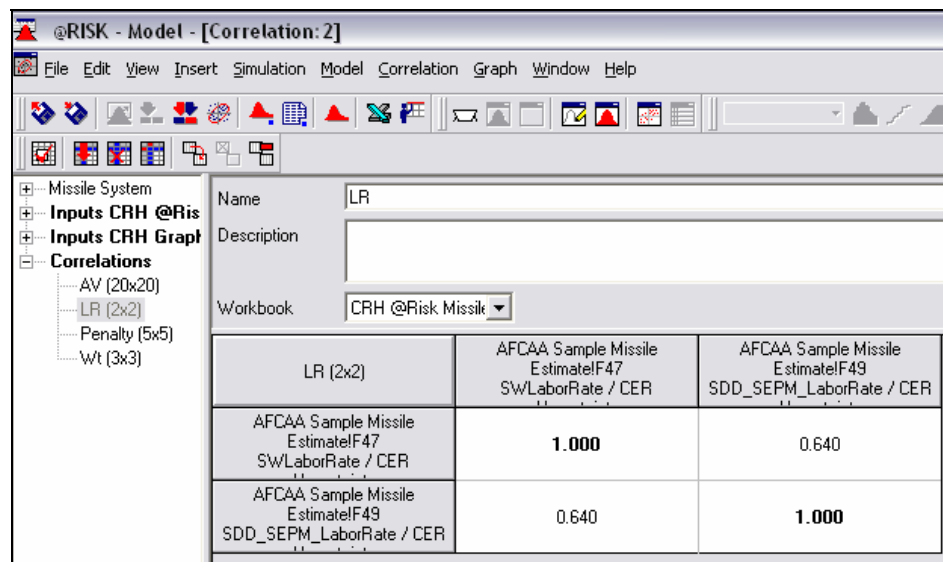 @RISK - Model - [Correlation:2]
File Edit View Insert Simulation Model Correlation Graph Window Help
Missile System
Inputs CRH @Ris
Inputs CRH Graph
Correlations
AV (20x20)
LR (2x2)
Penalty (5x5)
Wt (3x3)
Name
LR
Description
Workbook
CRH @Risk Missile
LR (2x2)
AFCAA Sample Missile
Estimate!F47
SWLaborRate / CER
AFCAA Sample Missile
Estimate!F49
SDD_SEPM_LaborRate / CER
AFCAA Sample Missile
Estimate!F47
SWLaborRate / CER
1.000
0.640
AFCAA Sample Missile
Estimate!F49
SDD_SEPM_LaborRate / CER
0.640
1.000